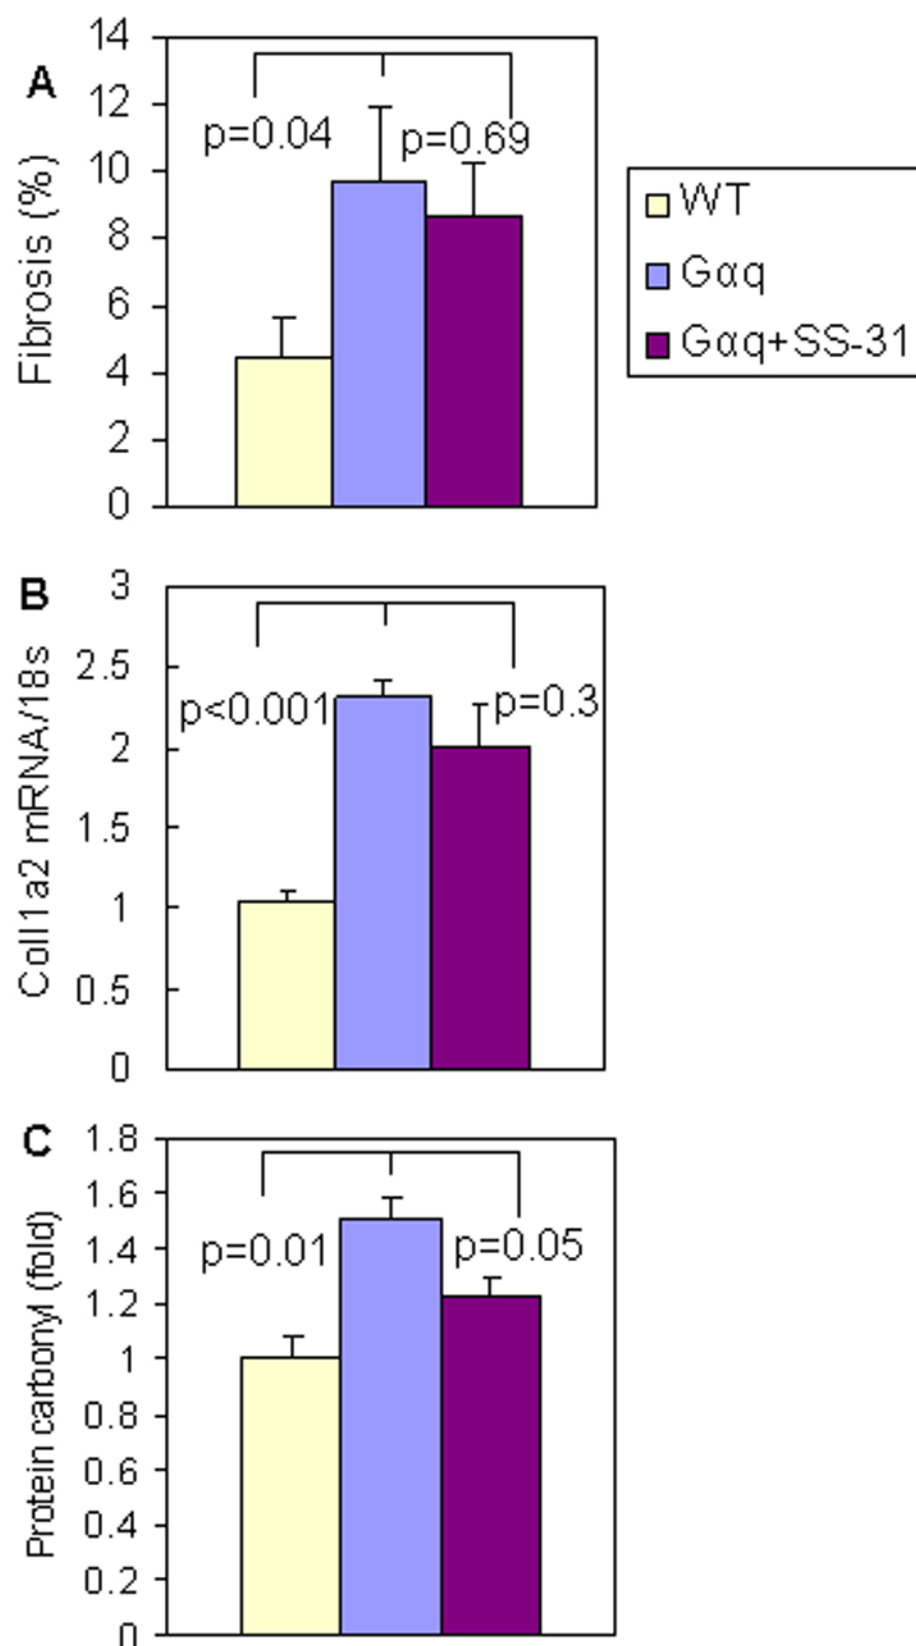 A
Fibrosis (%)
14
12
10
8
6
4
2
0
p=0.04
p=0.69
WT
Gαq
Gαq+SS-31
B
Coll1a2 mRNA/18s
3
2.5
2
1.5
1
0.5
0
p<0.001
p=0.3
C
Protein carbonyl (fold)
1.8
1.6
1.4
1.2
1
0.8
0.6
0.4
0.2
0
p=0.01
p=0.05